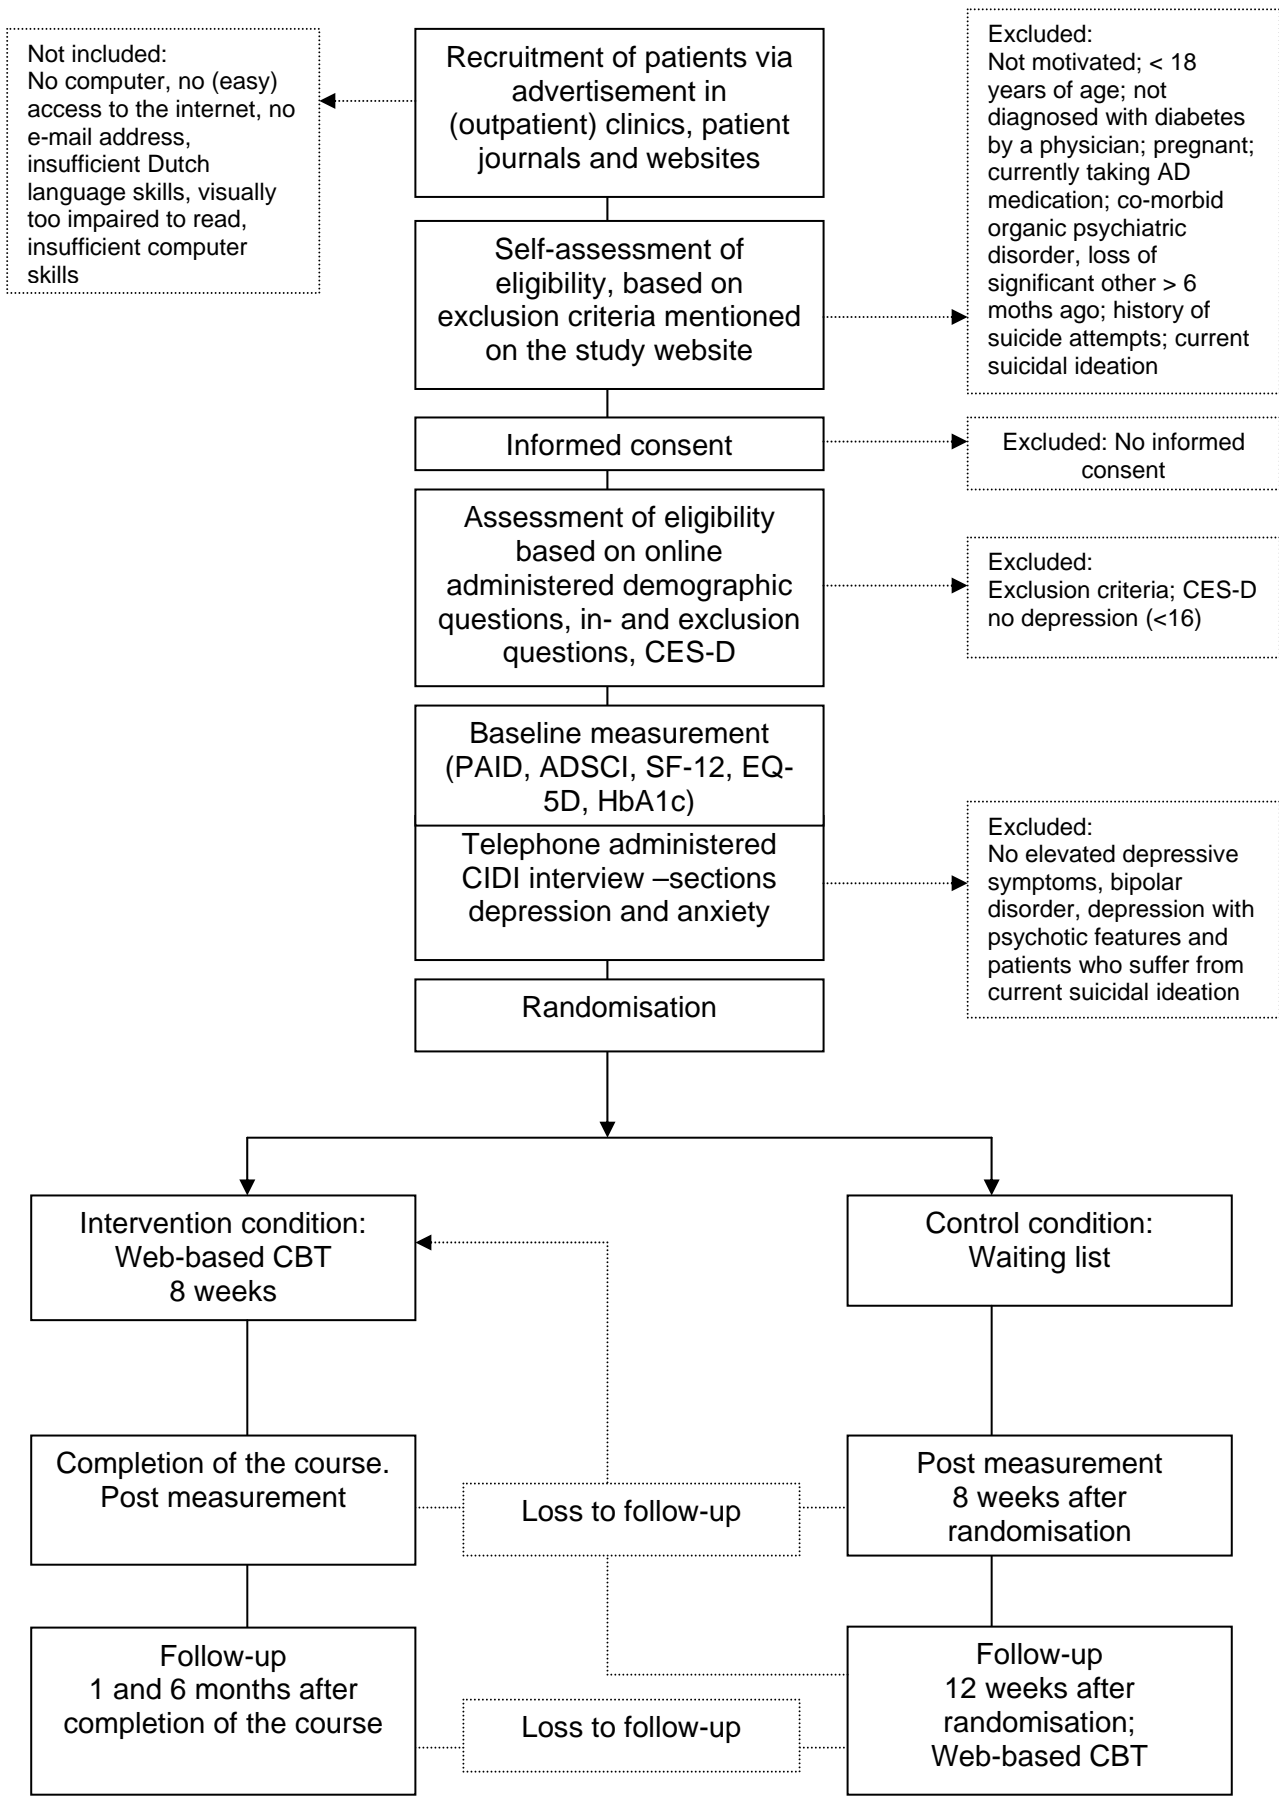 Not included:
No computer, no (easy)
access to the internet, no
e-mail address,
insufficient Dutch
language skills, visually
too impaired to read,
insufficient computer
skills
Recruitment of patients via
advertisement in
(outpatient) clinics, patient
journals and websites
Excluded:
Not motivated; < 18
years of age; not
diagnosed with diabetes
by a physician; pregnant;
currently taking AD
medication; co-morbid
organic psychiatric
disorder, loss of
significant other > 6
moths ago; history of
suicide attempts; current
suicidal ideation
Self-assessment of
eligibility, based on
exclusion criteria mentioned
on the study website
Informed consent
Excluded: No informed
consent
Assessment of eligibility
based on online
administered demographic
questions, in- and exclusion
questions, CES-D
Excluded:
Exclusion criteria; CES-D
no depression (<16)
Baseline measurement
(PAID, ADSCI, SF-12, EQ-
5D, HbA1c)
Telephone administered
CIDI interview –sections
depression and anxiety
Excluded:
No elevated depressive
symptoms, bipolar
disorder, depression with
psychotic features and
patients who suffer from
current suicidal ideation
Randomisation
Intervention condition:
Web-based CBT
8 weeks
Control condition:
Waiting list
Completion of the course.
Post measurement
Loss to follow-up
Post measurement
8 weeks after
randomisation
Follow-up
1 and 6 months after
completion of the course
Loss to follow-up
Follow-up
12 weeks after
randomisation;
Web-based CBT